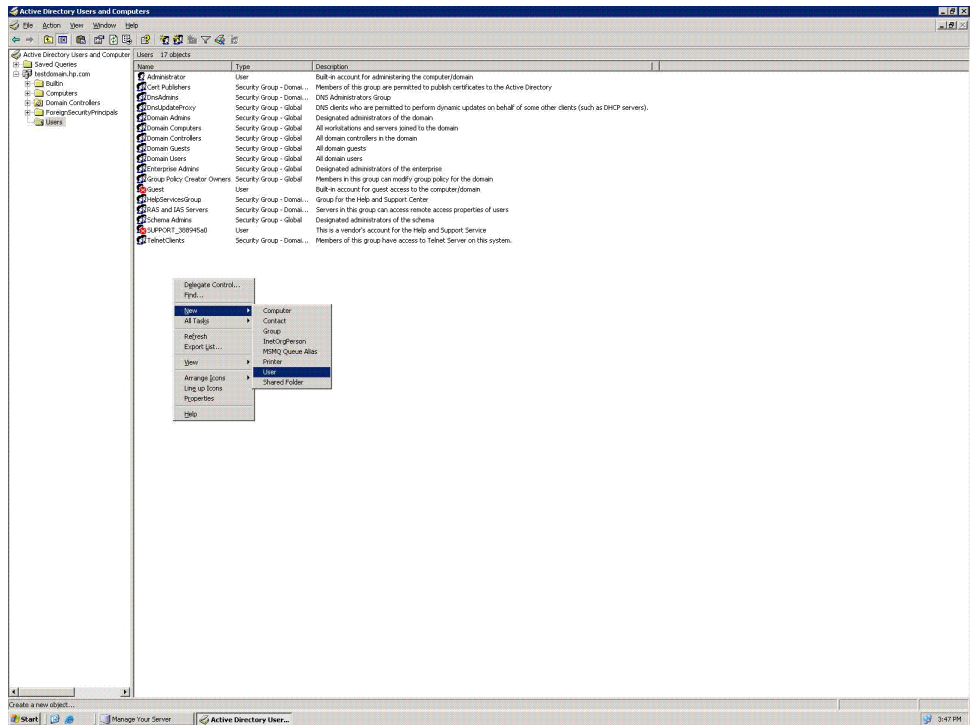 Active Directory Users and Computers
File Action View Window Help
Active Directory Users and Computer
Saved Queries
testdomain.hp.com
Builtin
Computers
Domain Controllers
ForeignSecurityPrincipals
Users
Users 17 objects
Name Type Description
Administrator User Built-in account for administering the computer/domain
Cert Publishers Security Group - Domai... Members of this group are permitted to publish certificates to the Active Directory
DnsAdmins Security Group - Domai... DNS Administrators Group
DnsUpdateProxy Security Group - Global DNS clients who are permitted to perform dynamic updates on behalf of some other clients (such as DHCP servers).
Domain Admins Security Group - Global Designated administrators of the domain
Domain Computers Security Group - Global All workstations and servers joined to the domain
Domain Controllers Security Group - Global All domain controllers in the domain
Domain Guests Security Group - Global All domain guests
Domain Users Security Group - Global All domain users
Enterprise Admins Security Group - Global Designated administrators of the enterprise
Group Policy Creator Owners Security Group - Global Members in this group can modify group policy for the domain
Guest User Built-in account for guest access to the computer/domain
HelpServicesGroup Security Group - Domai... Group for the Help and Support Center
RAS and IAS Servers Security Group - Domai... Servers in this group can access remote access properties of users
Schema Admins Security Group - Global Designated administrators of the schema
SUPPORT_388945a0 User This is a vendor's account for the Help and Support Service
TelnetClients Security Group - Domai... Members of this group have access to Telnet Server on this system.
Delegate Control...
Find...
New
All Tasks
Refresh
Export List...
View
Arrange Icons
Line up Icons
Properties
Help
Computer
Contact
Group
InetOrgPerson
MSMQ Queue Alias
Printer
User
Shared Folder
Create a new object...
Start Manage Your Server Active Directory User... 3:47 PM